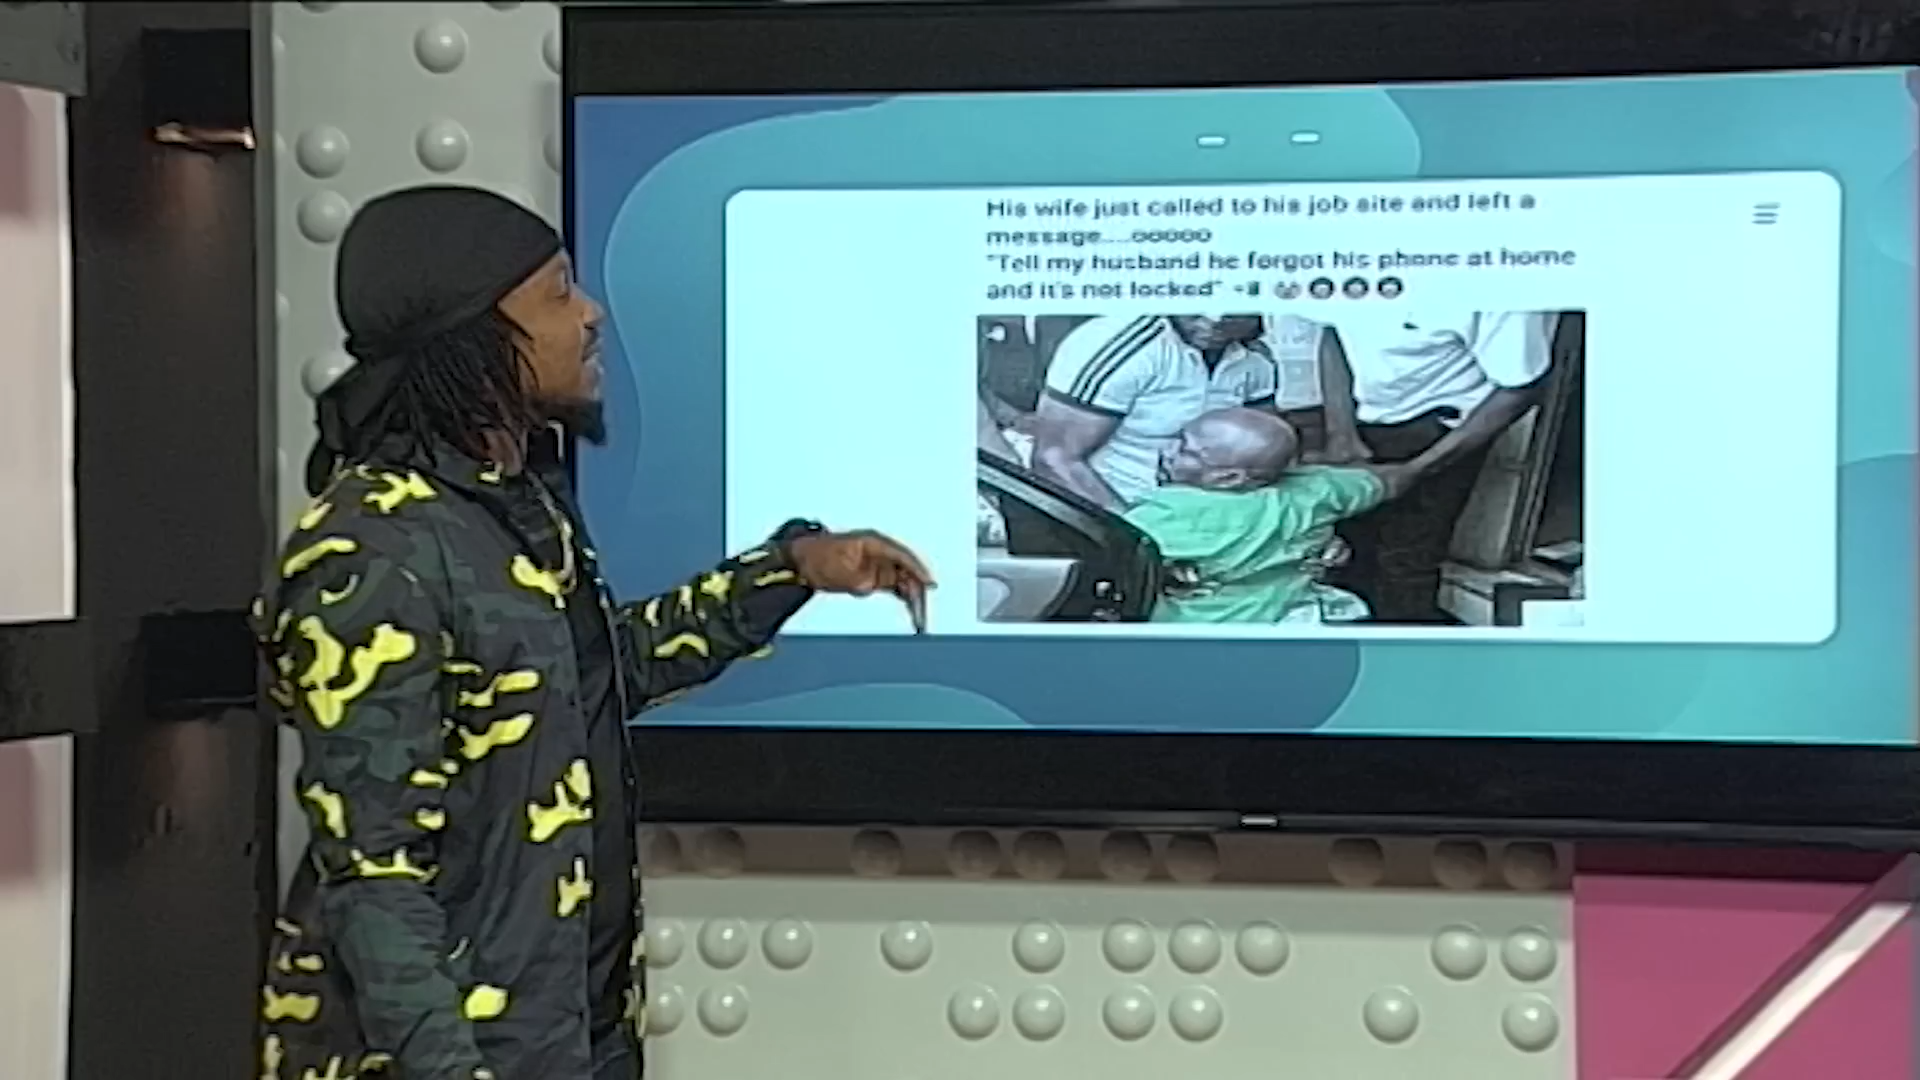 His wife just called to his job site and left a
message....ooooo
"Tell my husband he forgot his phone at home
and it's not locked"